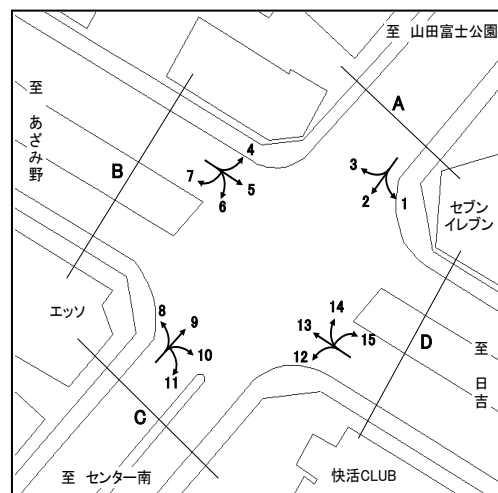 至 山田富士公園
至 あざみ野
A
B
4
3
7
5
6
2
1
セブン
イレブン
エッソ
8
9
10
11
14
13
15
12
D
至 日吉
C
至 センター南
快活CLUB